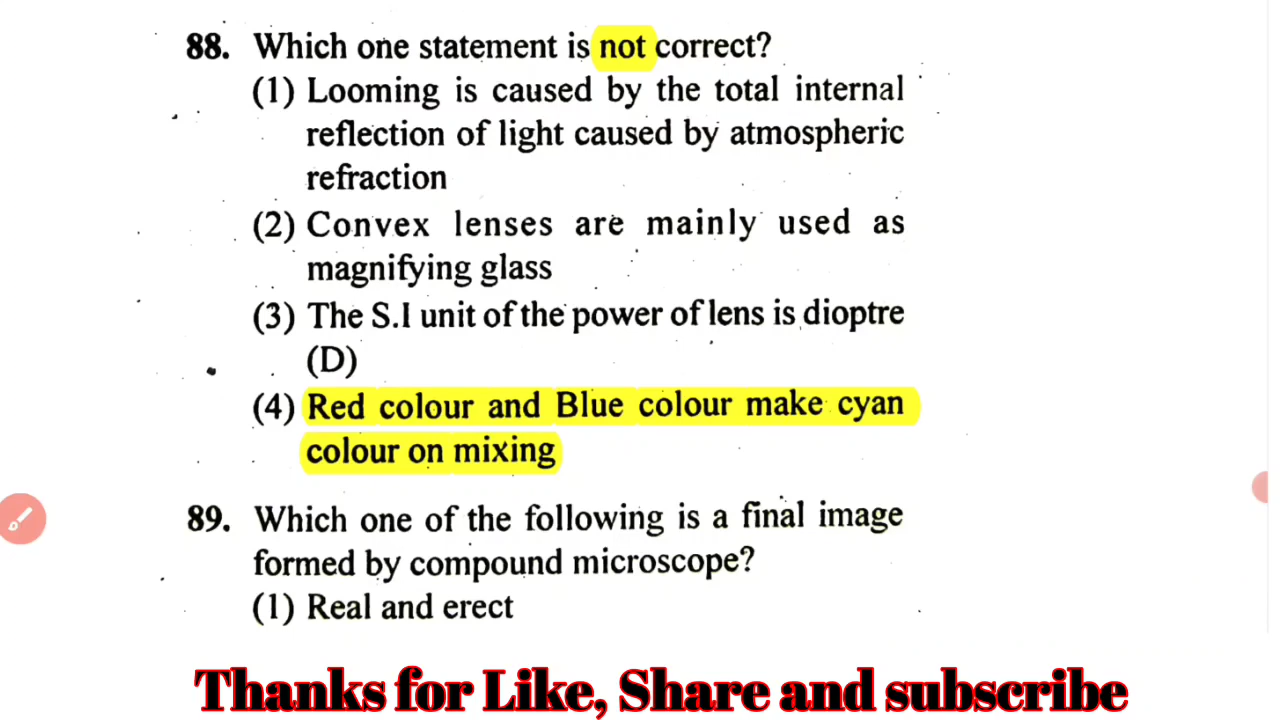 88. Which one statement is not correct?
(1) Looming is caused by the total internal
reflection of light caused by atmospheric
refraction
(2) Convex lenses are mainly used as
magnifying glass
(3) The S.I unit of the power of lens is dioptre
(D)
(4) Red colour and Blue colour make cyan
colour on mixing
89. Which one of the following is a final image
formed by compound microscope?
(1) Real and erect
Thanks for Like, Share and subscribe